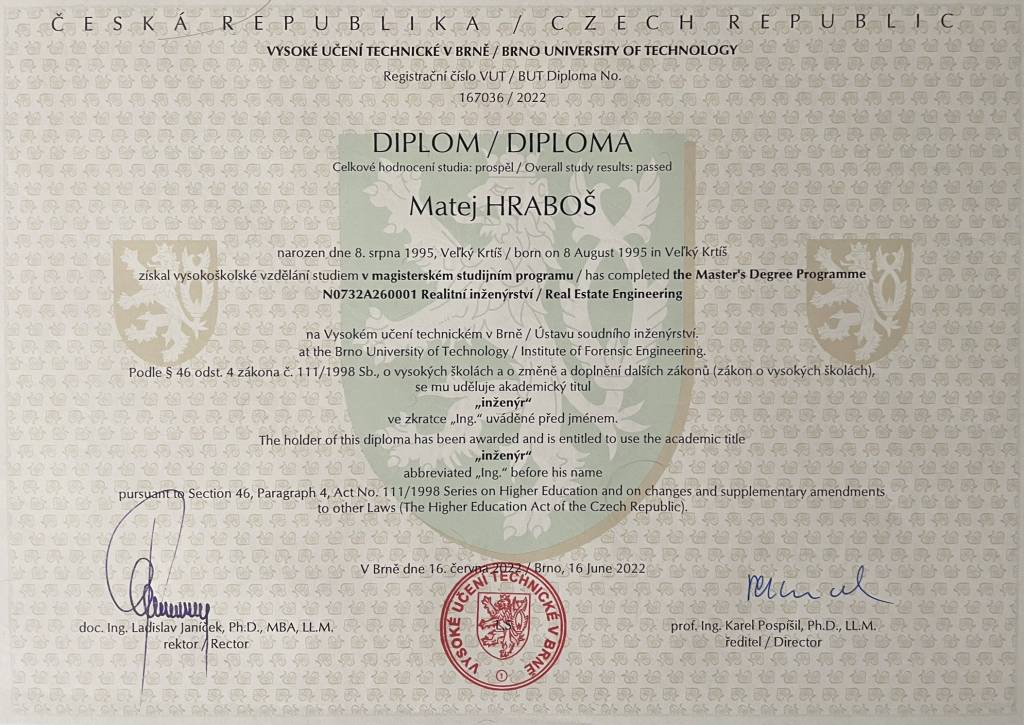 ČESKÁ REPUBLIKA / CZECH REPUBLIC
VYSOKÉ UČENÍ TECHNICKÉ V BRNĚ / BRNO UNIVERSITY OF TECHNOLOGY
Registrační číslo VUT / BUT Diploma No.
167036 / 2022
DIPLOM / DIPLOMA
Celkové hodnocení studia: prospěl / Overall study results: passed
Matej HRABOŠ
narozen dne 8. srpna 1995, Veľký Krtíš / born on 8 August 1995 in Veľký Krtíš
získal vysokoškolské vzdělání studiem v magisterském studijním programu / has completed the Master's Degree Programme
N0732A260001 Realitní inženýrství / Real Estate Engineering
na Vysokém učení technickém v Brně / Ústavu soudního inženýrství.
at the Brno University of Technology / Institute of Forensic Engineering.
Podle § 46 odst. 4 zákona č. 111/1998 Sb., o vysokých školách a o změně a doplnění dalších zákonů (zákon o vysokých školách),
se mu uděluje akademický titul
„inženýr“
ve zkratce „Ing.“ uváděné před jménem.
The holder of this diploma has been awarded and is entitled to use the academic title
„inženýr“
abbreviated „Ing.“ before his name
pursuant to Section 46, Paragraph 4, Act No. 111/1998 Series on Higher Education and on changes and supplementary amendments
to other Laws (The Higher Education Act of the Czech Republic).
V Brně dne 16. června 2022 / Brno, 16 June 2022
VYSOKÉ UČENÍ TECHNICKÉ V BRNĚ
L.S.
1
doc. Ing. Ladislav Janíček, Ph.D., MBA, LL.M.
rektor / Rector
prof. Ing. Karel Pospíšil, Ph.D., LL.M.
ředitel / Director